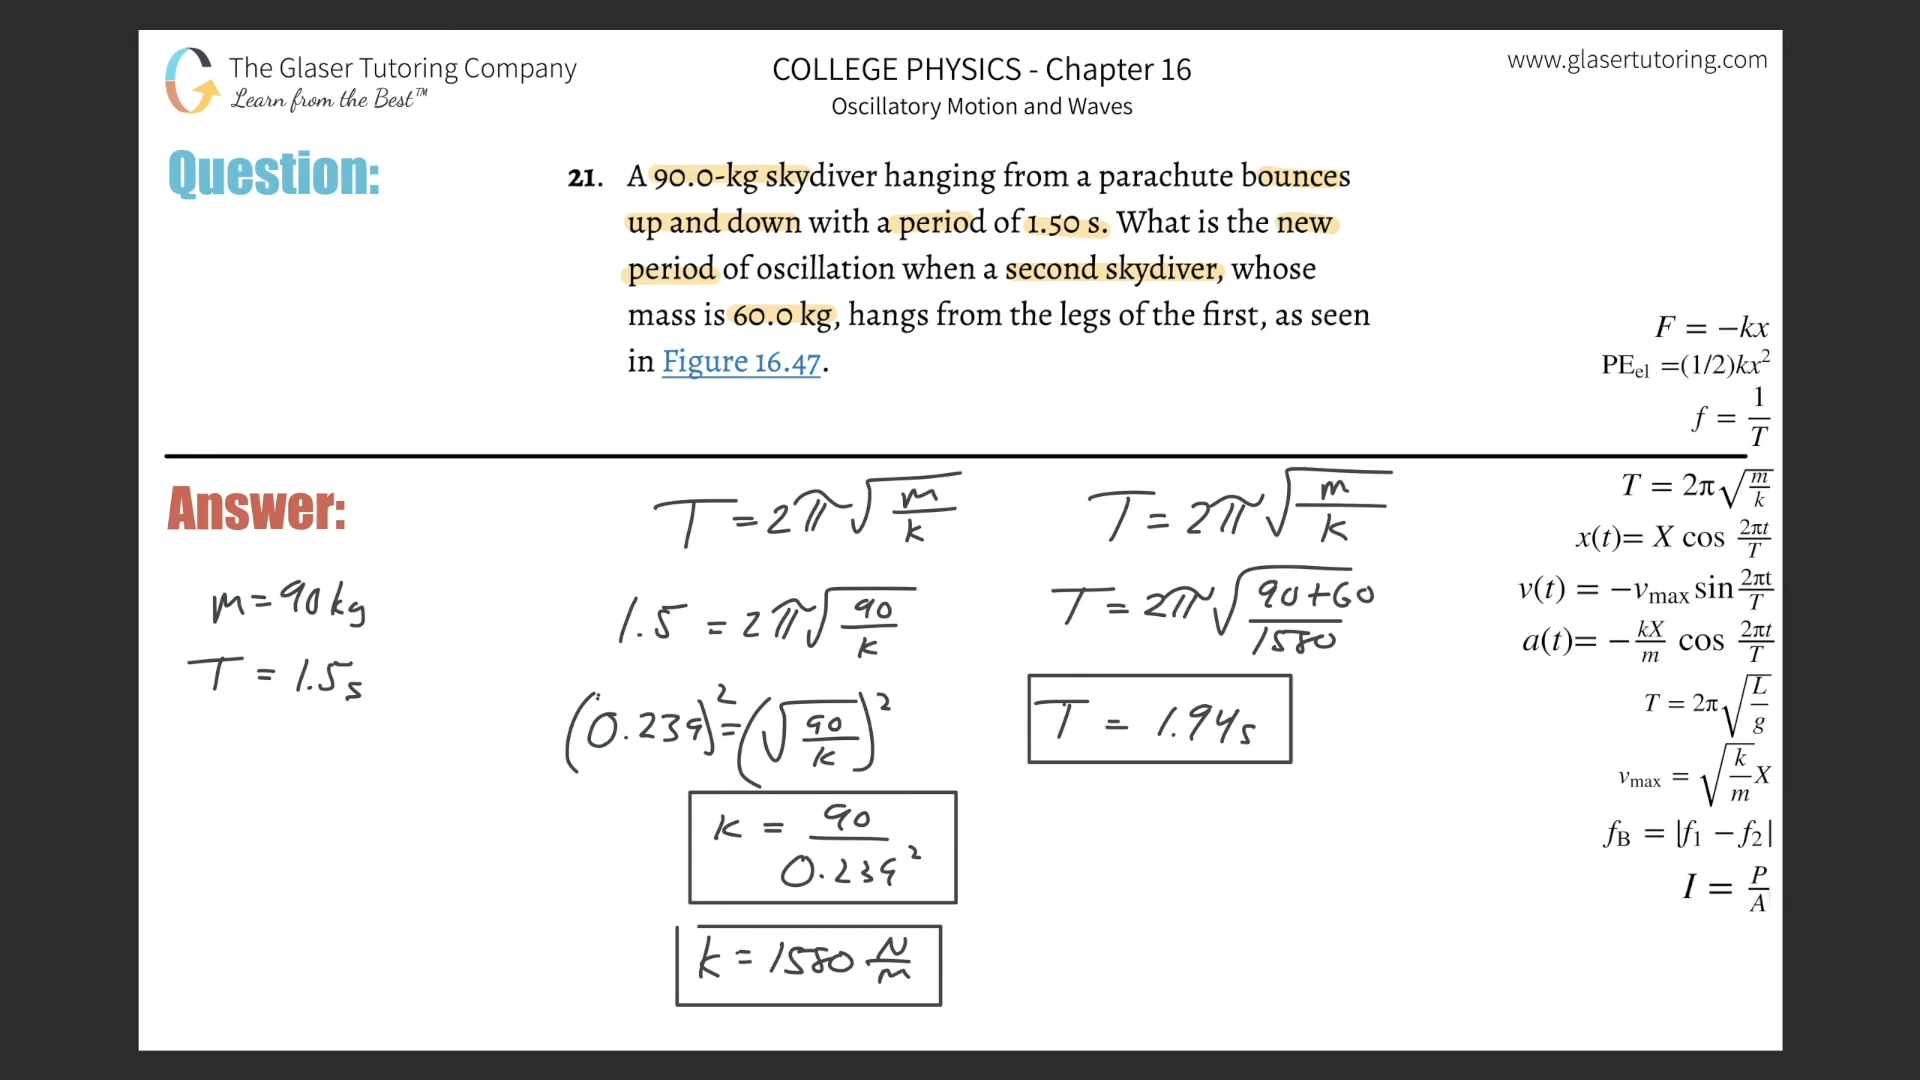 The Glaser Tutoring Company
Learn from the Best™
COLLEGE PHYSICS - Chapter 16
Oscillatory Motion and Waves
www.glasertutoring.com
Question:
21. A 90.0-kg skydiver hanging from a parachute bounces
up and down with a period of 1.50 s. What is the new
period of oscillation when a second skydiver, whose
mass is 60.0 kg, hangs from the legs of the first, as seen
in Figure 16.47.
F = −kx
PEel =(1/2)kx²
f = 1/T
T = 2π√(m/k)
x(t)= X cos 2πt/T
v(t) = −vmax sin 2πt/T
a(t)= − kX/m cos 2πt/T
T = 2π√(L/g)
vmax = √(k/m) X
fB = |f1 − f2|
I = P/A
Answer:
m = 90 kg
T = 1.5 s
T = 2π√(m/k)
1.5 = 2π√(90/k)
(0.239)² = (√(90/k))²
k = 90/0.239²
k = 1580 N/m
T = 2π√(m/k)
T = 2π√((90+60)/1580)
T = 1.94 s